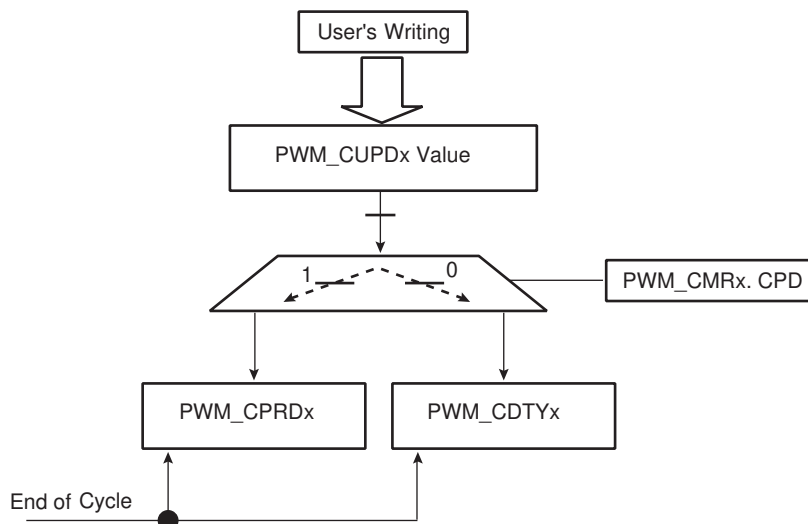 User's Writing
PWM_CUPDx Value
1
0
PWM_CMRx. CPD
PWM_CPRDx
PWM_CDTYx
End of Cycle